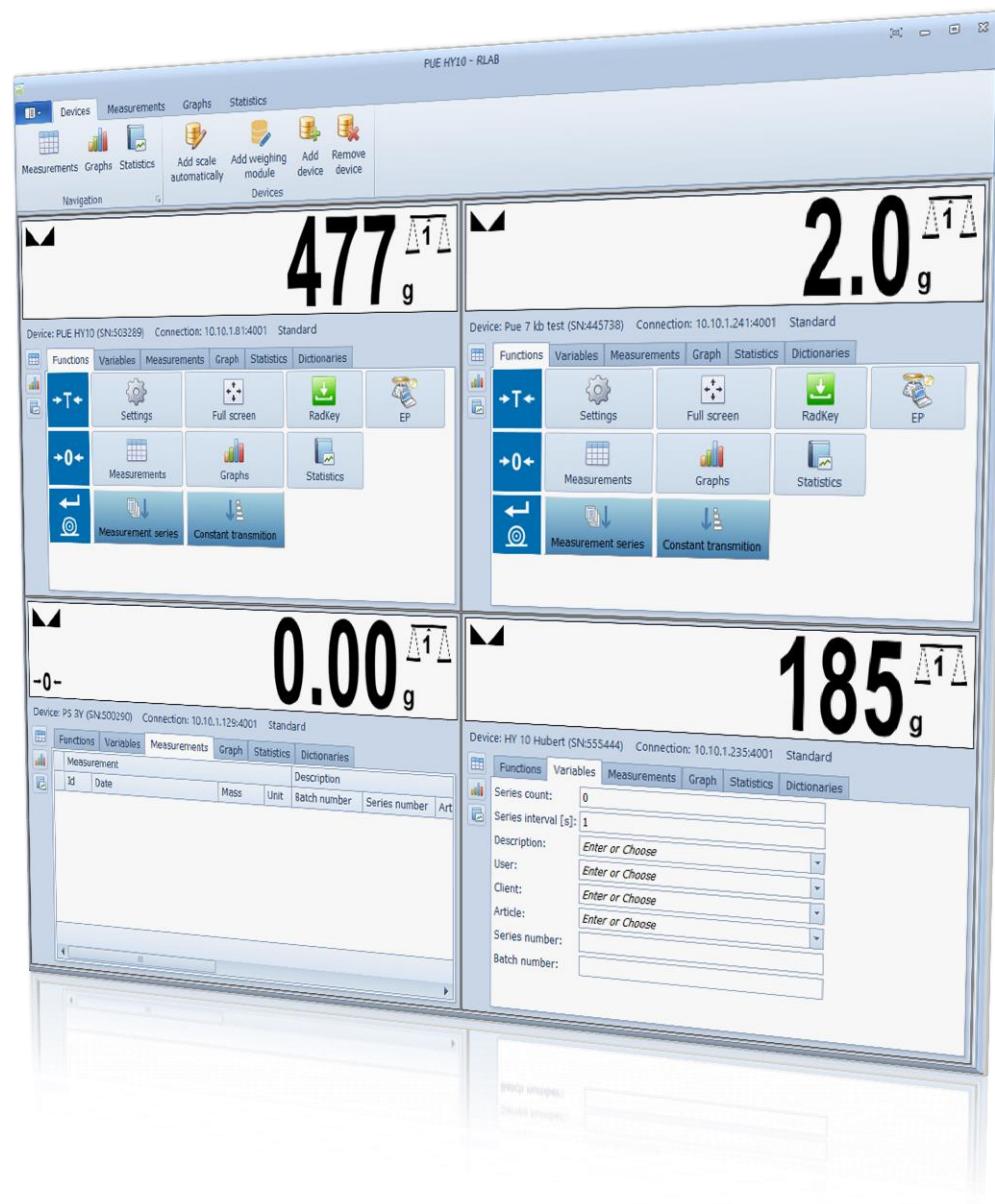 PUE HY10 - RLAB
Devices Measurements Graphs Statistics
Measurements Graphs Statistics
Add scale automatically
Add weighing module
Add device
Remove device
Navigation
Devices
477 g
1
Device: PUE HY10 (SN:503289) Connection: 10.10.1.81:4001 Standard
Functions Variables Measurements Graph Statistics Dictionaries
→T←
Settings
Full screen
RadKey
EP
→0←
Measurements
Graphs
Statistics
Measurement series
Constant transmition
2.0 g
1
Device: Pue 7 kb test (SN:445738) Connection: 10.10.1.241:4001 Standard
Functions Variables Measurements Graph Statistics Dictionaries
→T←
Settings
Full screen
RadKey
EP
→0←
Measurements
Graphs
Statistics
Measurement series
Constant transmition
0.00 g
1
-0-
Device: PS 3Y (SN:500290) Connection: 10.10.1.129:4001 Standard
Functions Variables Measurements Graph Statistics Dictionaries
Measurement Description
Id Date Mass Unit Batch number Series number Art
185 g
1
Device: HY 10 Hubert (SN:555444) Connection: 10.10.1.235:4001 Standard
Functions Variables Measurements Graph Statistics Dictionaries
Series count: 0
Series interval [s]: 1
Description:
Enter or Choose
User:
Enter or Choose
Client:
Enter or Choose
Article:
Enter or Choose
Series number:
Batch number: